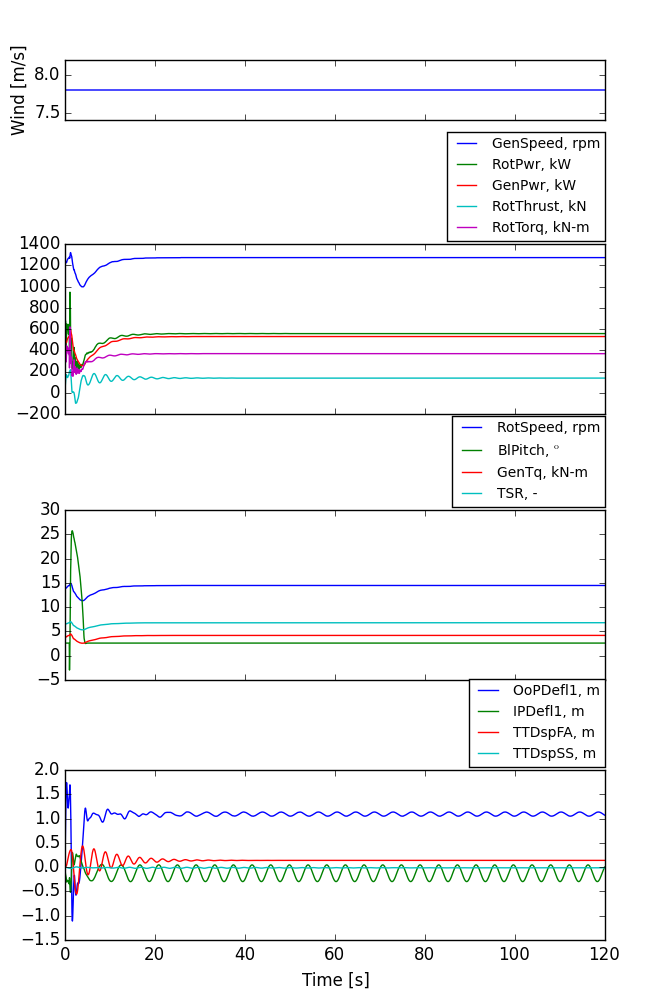 Wind [m/s]
8.0
7.5
GenSpeed, rpm
RotPwr, kW
GenPwr, kW
RotThrust, kN
RotTorq, kN-m
1400
1200
1000
800
600
400
200
0
−200
RotSpeed, rpm
BlPitch, °
GenTq, kN-m
TSR, -
30
25
20
15
10
5
0
−5
OoPDefl1, m
IPDefl1, m
TTDspFA, m
TTDspSS, m
2.0
1.5
1.0
0.5
0.0
−0.5
−1.0
−1.5
0 20 40 60 80 100 120
Time [s]